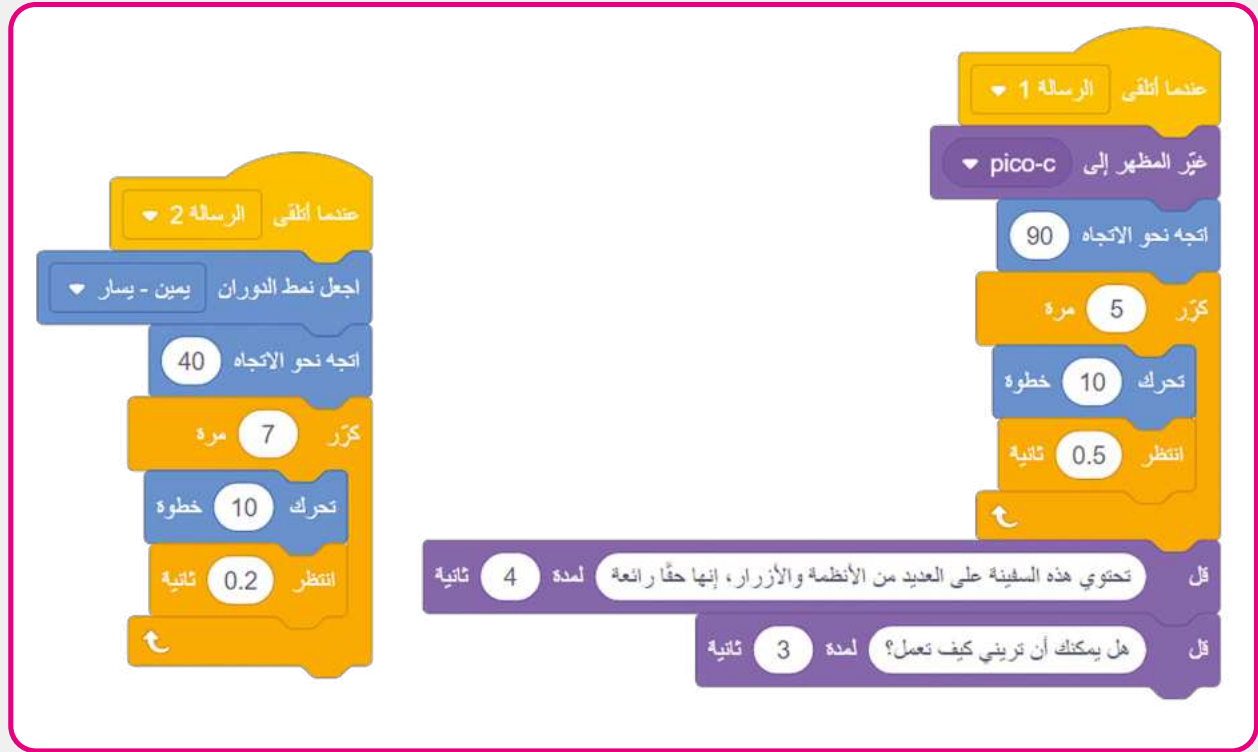 عندما أتلقى الرسالة 1
غيّر المظهر إلى pico-c
اتجه نحو الاتجاه 90
كرّر 5 مرة
تحرك 10 خطوة
انتظر 0.5 ثانية
قل تحتوي هذه السفينة على العديد من الأنظمة والأزرار، إنها حقًا رائعة لمدة 4 ثانية
قل هل يمكنك أن تريني كيف تعمل؟ لمدة 3 ثانية
عندما أتلقى الرسالة 2
اجعل نمط الدوران يمين - يسار
اتجه نحو الاتجاه 40
كرّر 7 مرة
تحرك 10 خطوة
انتظر 0.2 ثانية